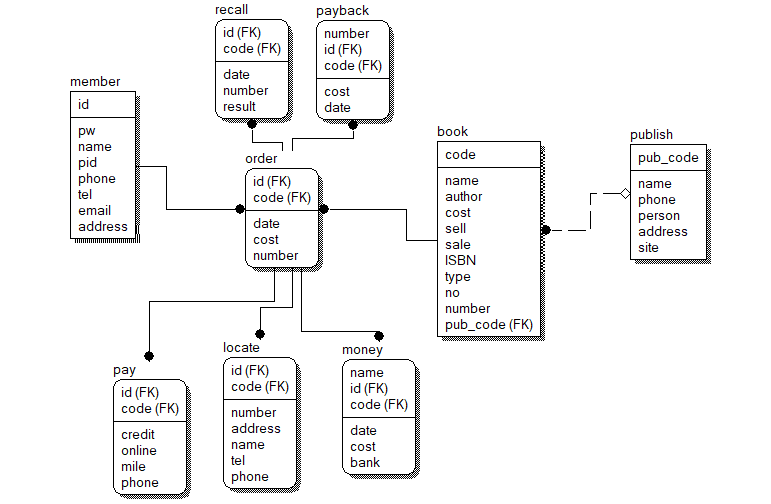 recall
id (FK)
code (FK)
date
number
result
payback
number
id (FK)
code (FK)
cost
date
member
id
pw
name
pid
phone
tel
email
address
order
id (FK)
code (FK)
date
cost
number
book
code
name
author
cost
sell
sale
ISBN
type
no
number
pub_code (FK)
publish
pub_code
name
phone
person
address
site
pay
id (FK)
code (FK)
credit
online
mile
phone
locate
id (FK)
code (FK)
number
address
name
tel
phone
money
name
id (FK)
code (FK)
date
cost
bank